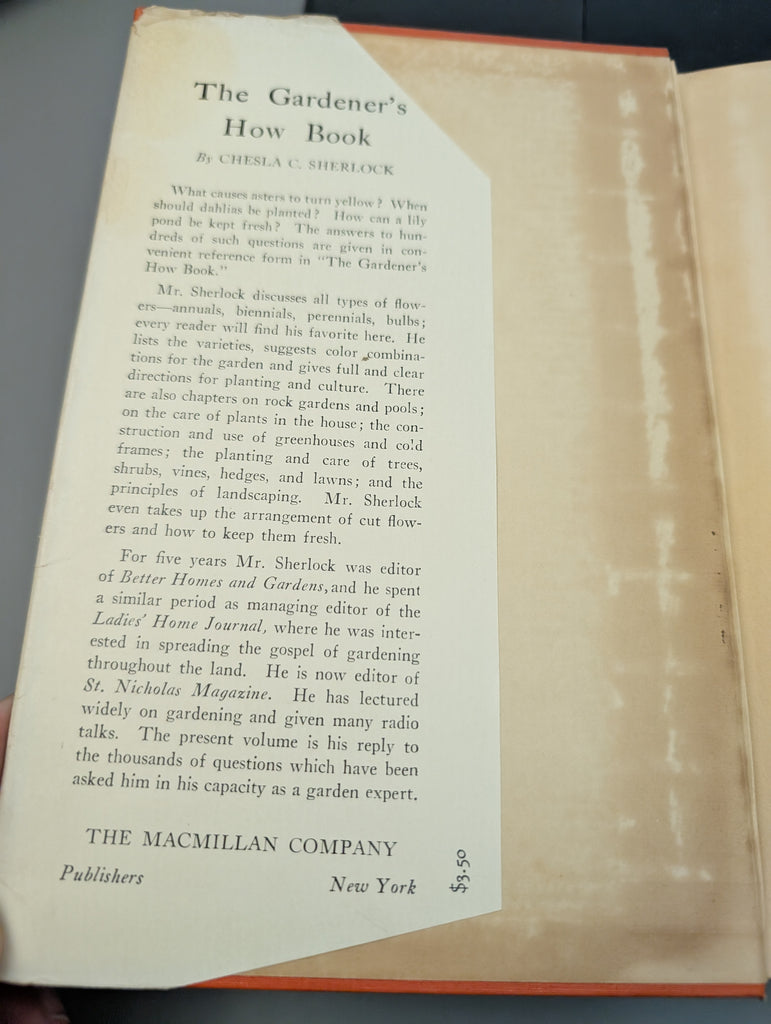 The Gardener's
How Book
By CHESLA C. SHERLOCK
What causes asters to turn yellow? When
should dahlias be planted? How can a lily
pond be kept fresh? The answers to hun-
dreds of such questions are given in con-
venient reference form in "The Gardener's
How Book."
Mr. Sherlock discusses all types of flow-
ers—annuals, biennials, perennials, bulbs;
every reader will find his favorite here. He
lists the varieties, suggests color combina-
tions for the garden and gives full and clear
directions for planting and culture. There
are also chapters on rock gardens and pools;
on the care of plants in the house; the con-
struction and use of greenhouses and cold
frames; the planting and care of trees,
shrubs, vines, hedges, and lawns; and the
principles of landscaping. Mr. Sherlock
even takes up the arrangement of cut flow-
ers and how to keep them fresh.
For five years Mr. Sherlock was editor
of Better Homes and Gardens, and he spent
a similar period as managing editor of the
Ladies' Home Journal, where he was inter-
ested in spreading the gospel of gardening
throughout the land. He is now editor of
St. Nicholas Magazine. He has lectured
widely on gardening and given many radio
talks. The present volume is his reply to
the thousands of questions which have been
asked him in his capacity as a garden expert.
THE MACMILLAN COMPANY
Publishers New York
$3.50